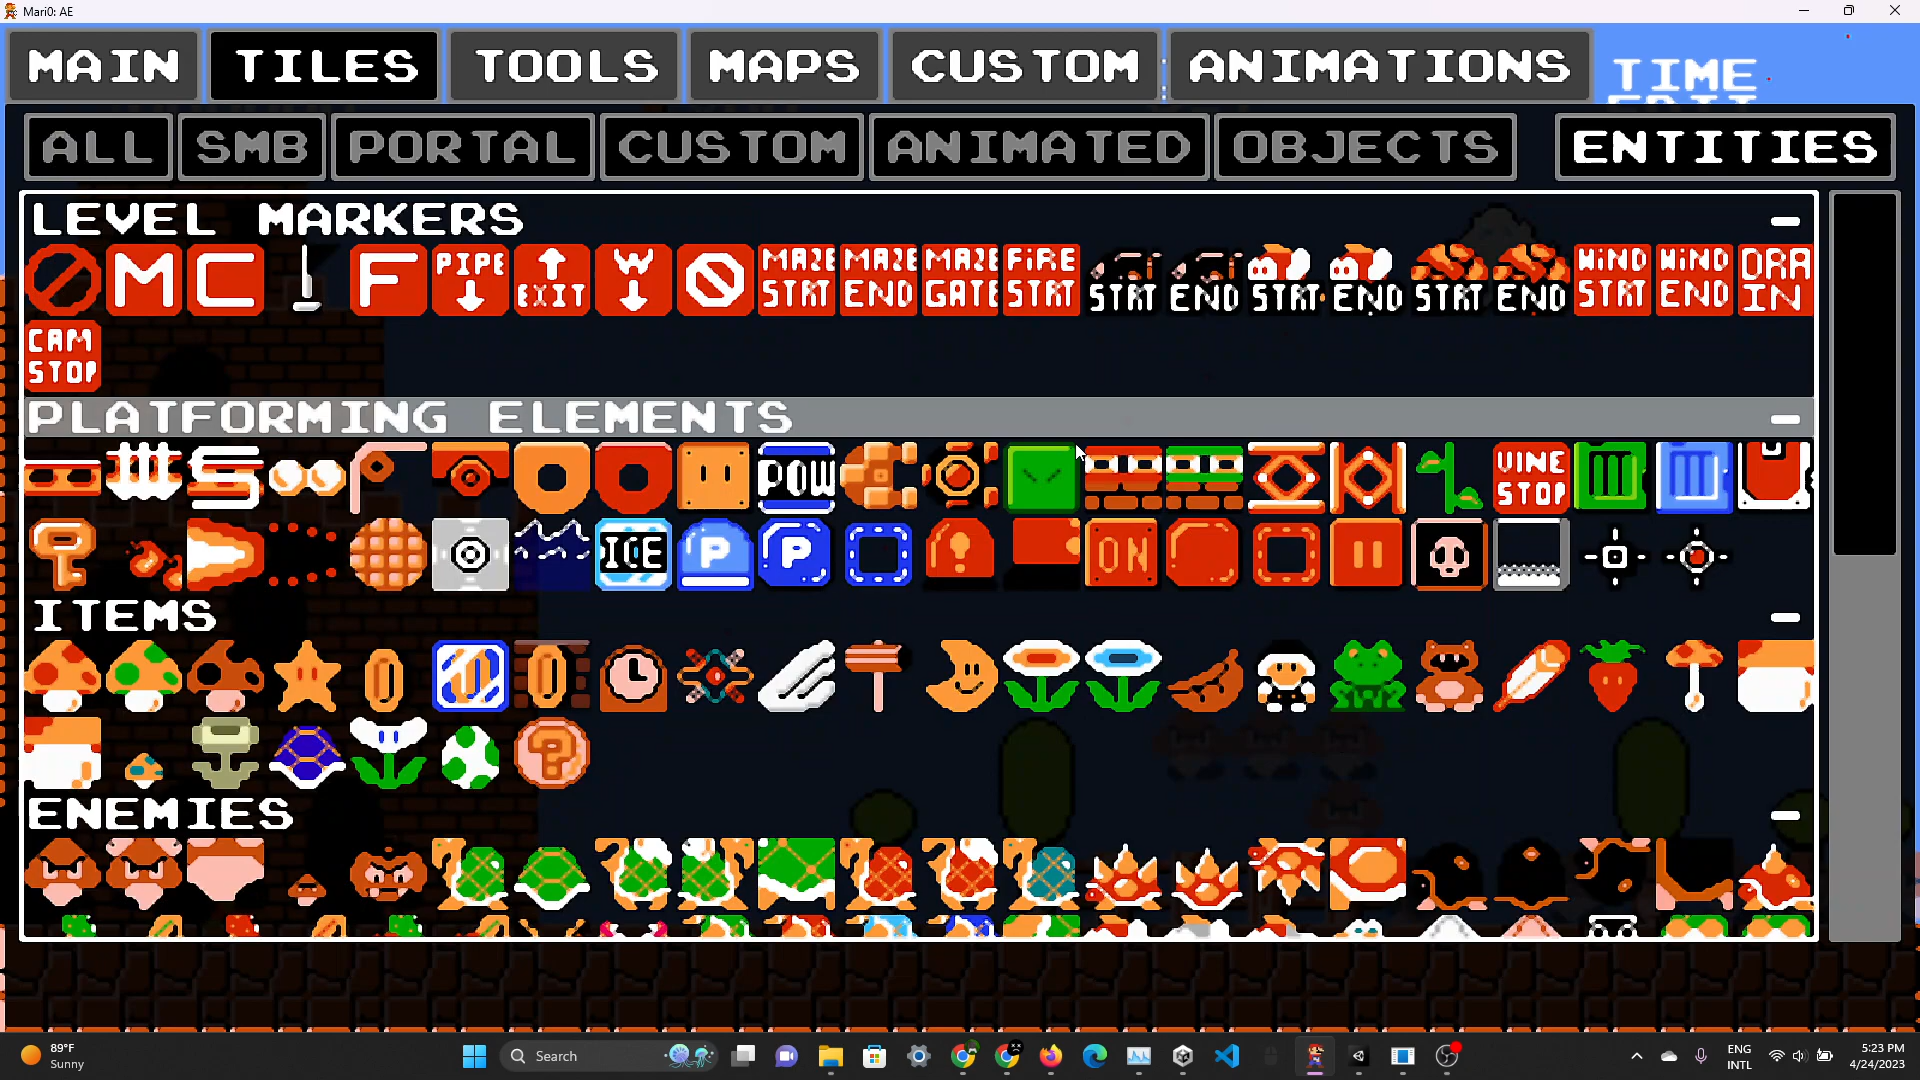 Mari0: AE
MAIN TILES TOOLS MAPS CUSTOM ANIMATIONS TIME
ALL SMB PORTAL CUSTOM ANIMATED OBJECTS ENTITIES
LEVEL MARKERS
M C F PIPE EXIT W MAZE STRT MAZE END MAZE GATE FIRE STRT STRT END STRT END STRT END WIND STRT WIND END DRA IN
CAM STOP
PLATFORMING ELEMENTS
POW VINE STOP
ICE P P ! ON
ITEMS
?
ENEMIES
89°F
Sunny
Search
ENG
INTL
5:23 PM
4/24/2023